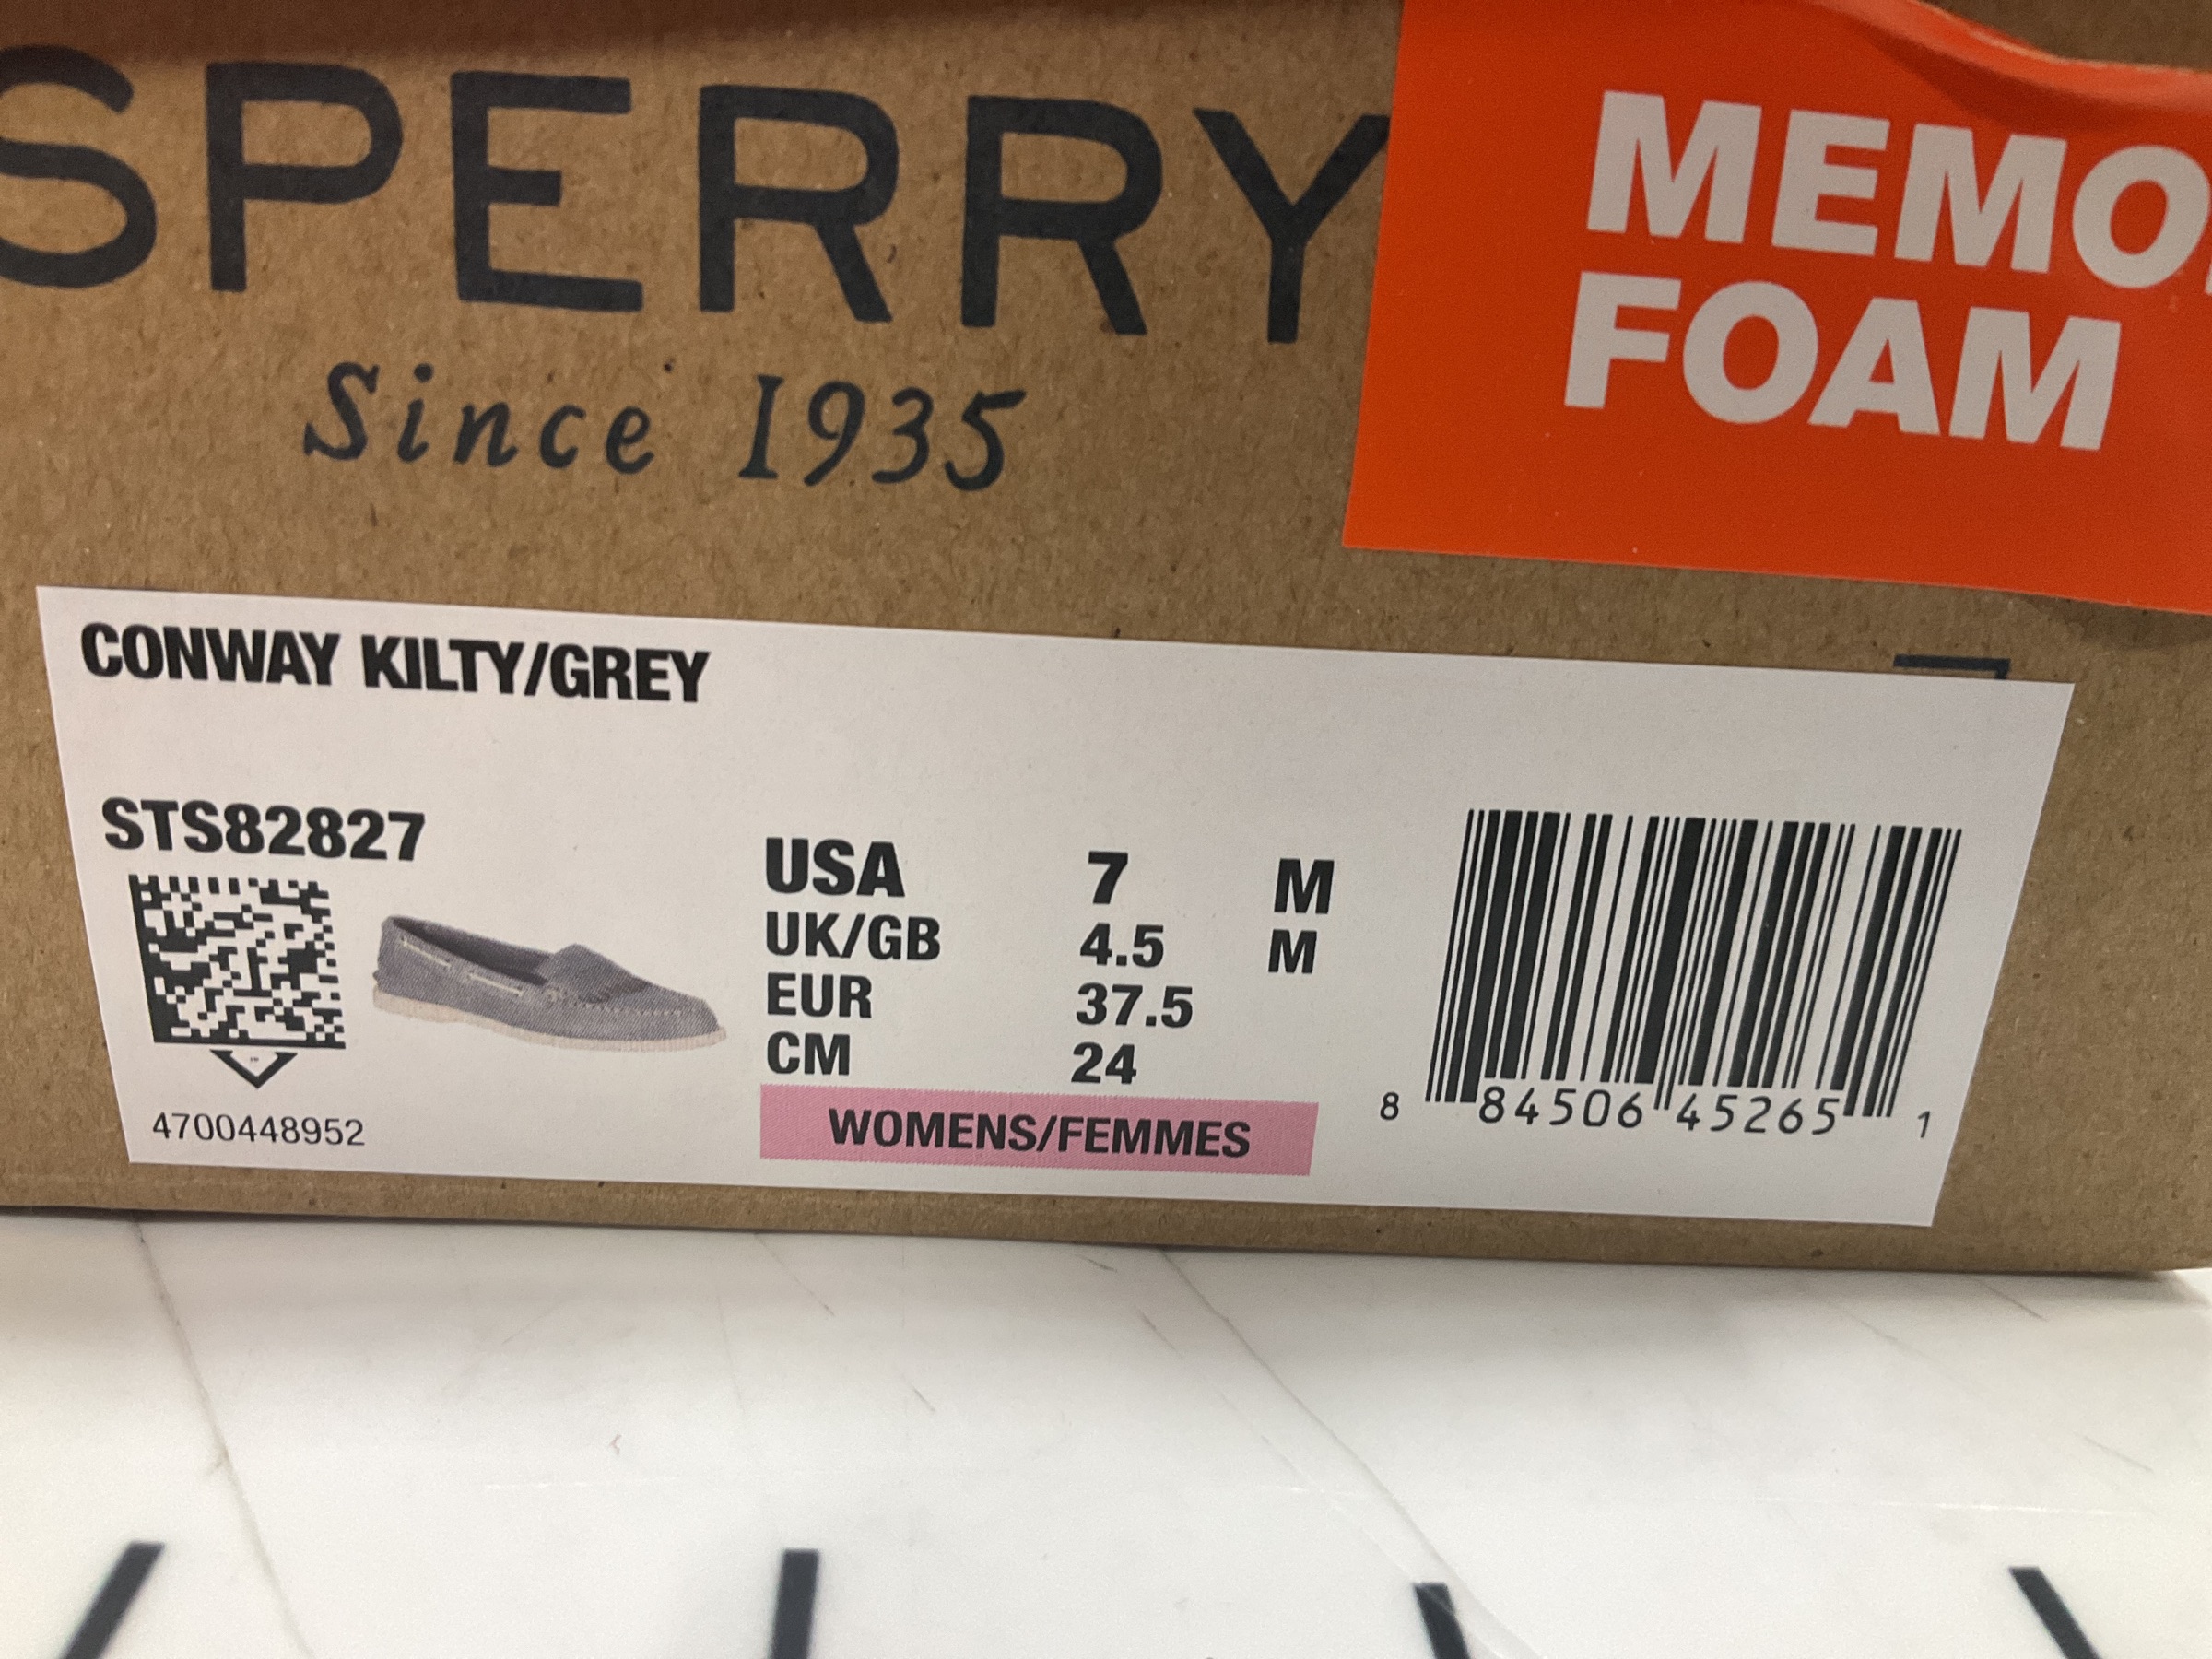 SPERRY
Since 1935
MEMO
FOAM
CONWAY KILTY/GREY
STS82827
USA 7 M
UK/GB 4.5 M
EUR 37.5
CM 24
WOMENS/FEMMES
4700448952
8 84506 45265 1